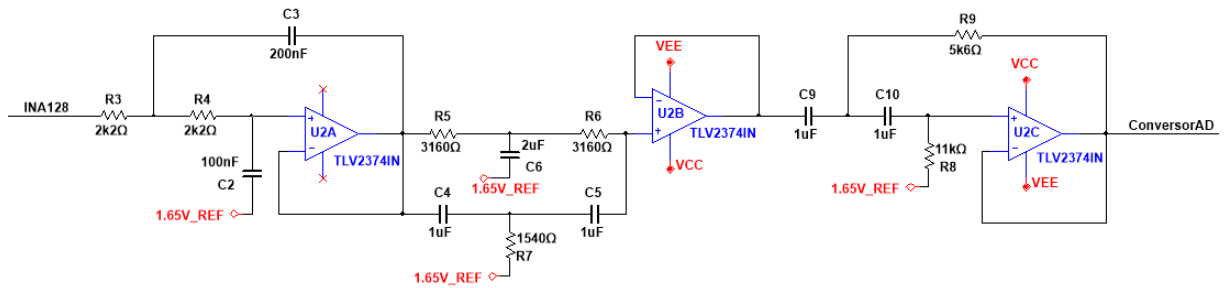 INA128
R3
2k2Ω
C3
200nF
R4
2k2Ω
100nF
C2
1.65V_REF
+
−
U2A
TLV2374IN
R5
3160Ω
2uF
C6
1.65V_REF
R6
3160Ω
C4
1uF
C5
1uF
1540Ω
R7
1.65V_REF
VEE
−
+
U2B
TLV2374IN
VCC
C9
1uF
C10
1uF
R9
5k6Ω
11kΩ
R8
1.65V_REF
VCC
+
−
U2C
TLV2374IN
VEE
ConversorAD